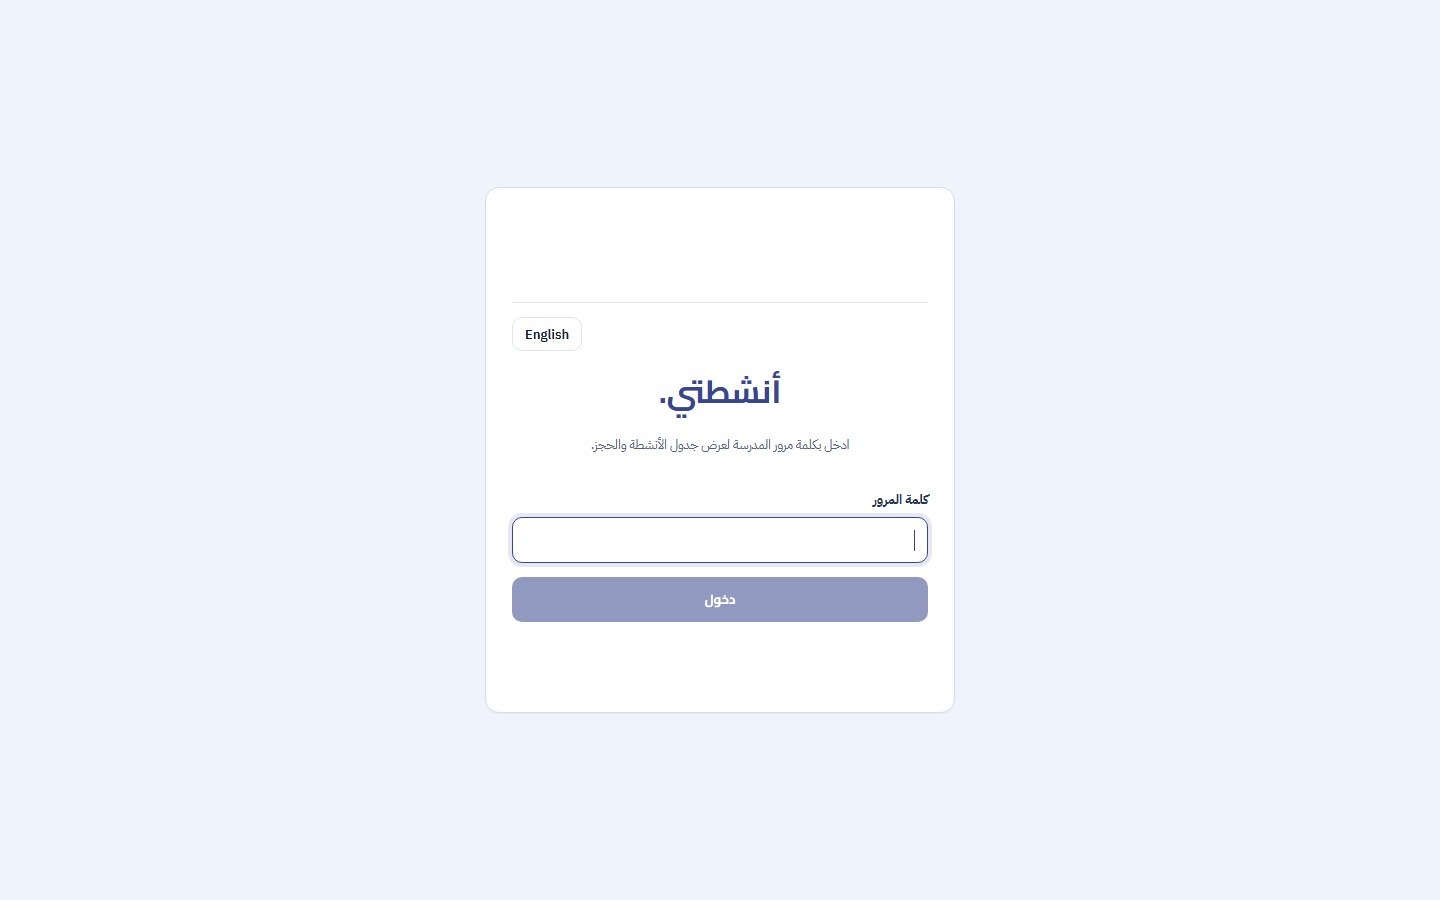 English
أنشطتي.
ادخل بكلمة مرور المدرسة لعرض جدول الأنشطة والحجز.
كلمة المرور
دخول